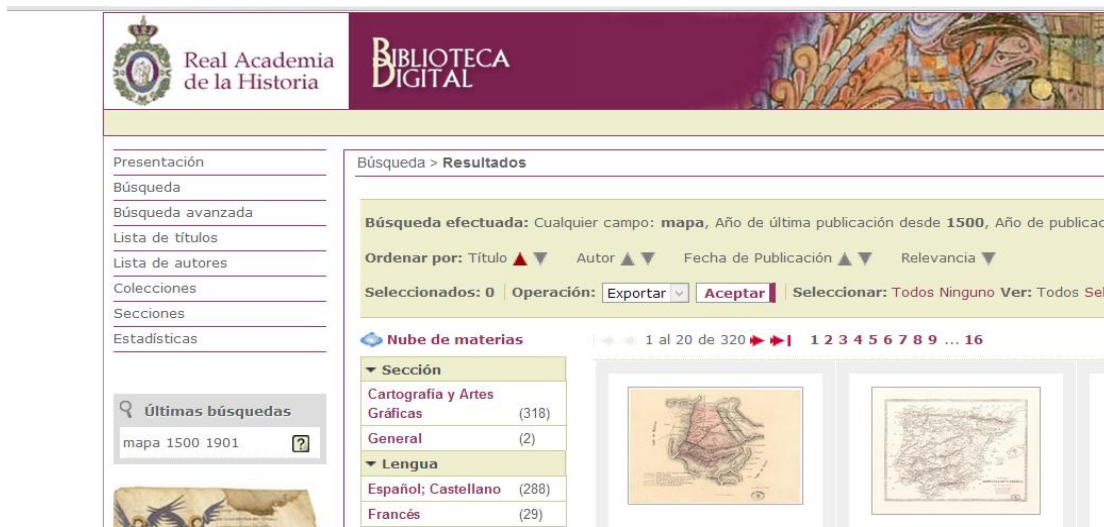 Real Academia
de la Historia
BIBLIOTECA
DIGITAL
Presentación
Búsqueda
Búsqueda avanzada
Lista de títulos
Lista de autores
Colecciones
Secciones
Estadísticas
Últimas búsquedas
mapa 1500 1901 ?
Búsqueda > Resultados
Búsqueda efectuada: Cualquier campo: mapa, Año de última publicación desde 1500, Año de publicac
Ordenar por: Título Autor Fecha de Publicación Relevancia
Seleccionados: 0 Operación: Exportar Aceptar Seleccionar: Todos Ninguno Ver: Todos Sel
Nube de materias
1 al 20 de 320 1 2 3 4 5 6 7 8 9 ... 16
Sección
Cartografía y Artes
Gráficas (318)
General (2)
Lengua
Español; Castellano (288)
Francés (29)